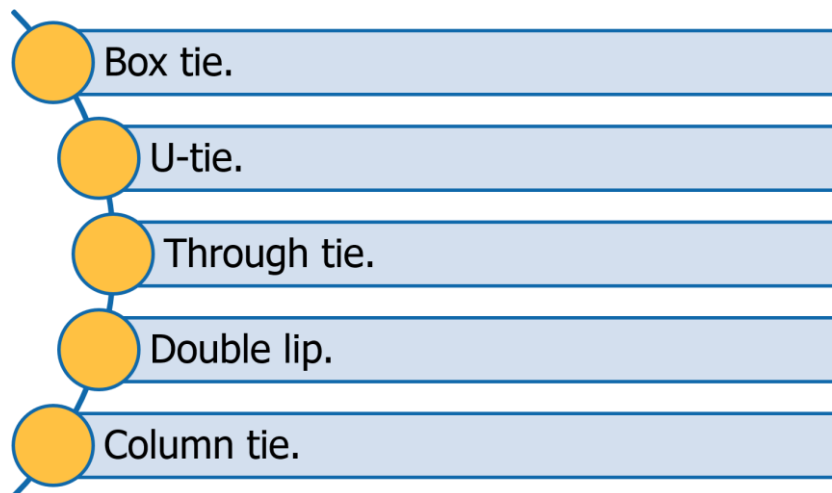 Box tie.
U-tie.
Through tie.
Double lip.
Column tie.